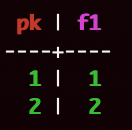 pk | f1
----+----
1 | 1
2 | 2